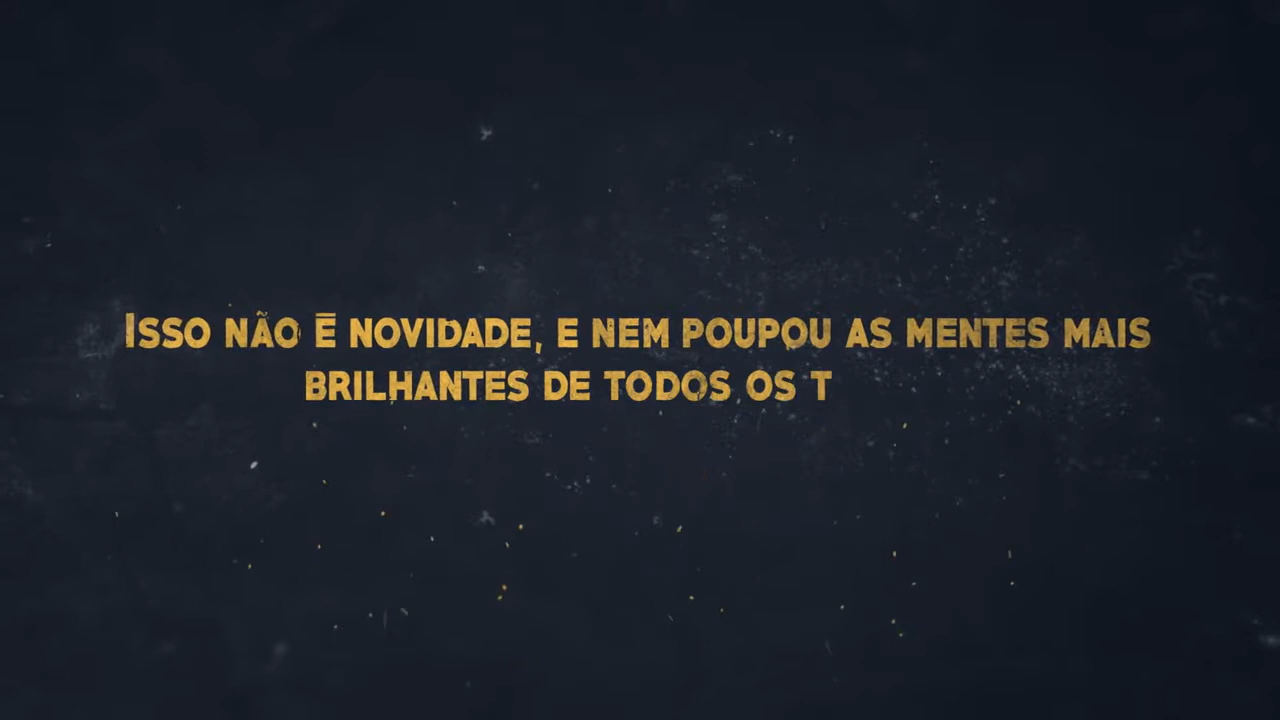 Isso não é novidade, e nem poupou as mentes mais
brilhantes de todos os t